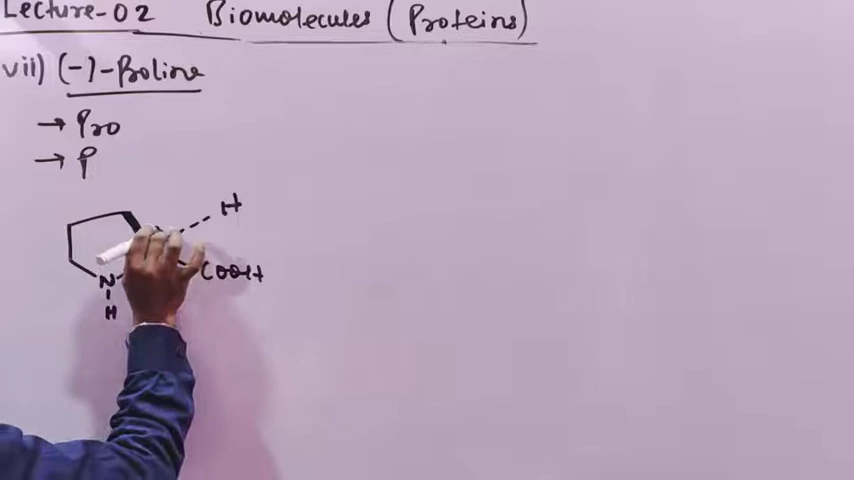 Lecture-02 Biomolecules (Proteins)
vii) (-)-Proline
→ Pro
→ P
H
COOH
N
H